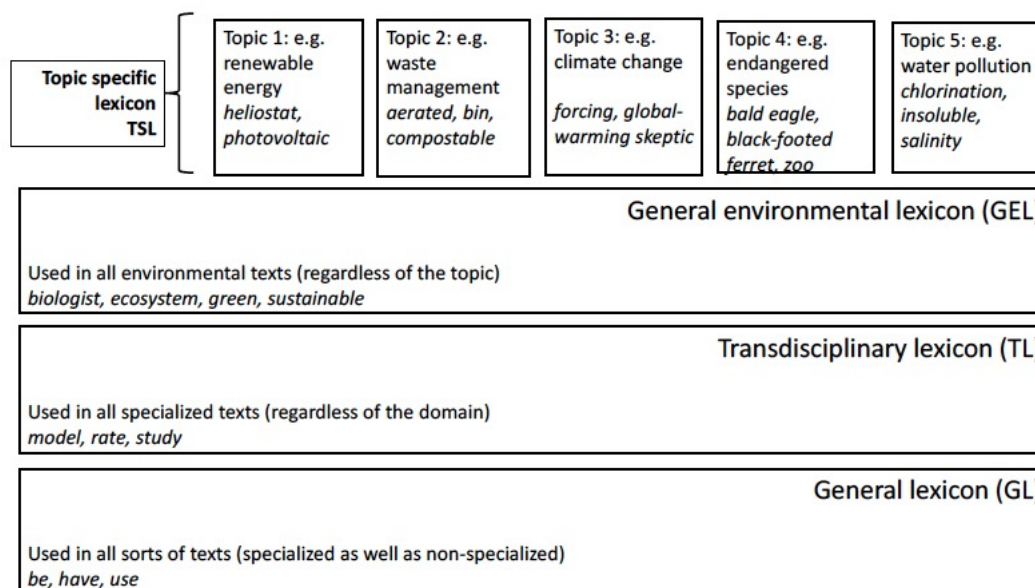 Topic specific
lexicon
TSL
Topic 1: e.g.
renewable
energy
heliostat,
photovoltaic
Topic 2: e.g.
waste
management
aerated, bin,
compostable
Topic 3: e.g.
climate change
forcing, global-
warming skeptic
Topic 4: e.g.
endangered
species
bald eagle,
black-footed
ferret, zoo
Topic 5: e.g.
water pollution
chlorination,
insoluble,
salinity
General environmental lexicon (GEL)
Used in all environmental texts (regardless of the topic)
biologist, ecosystem, green, sustainable
Transdisciplinary lexicon (TL)
Used in all specialized texts (regardless of the domain)
model, rate, study
General lexicon (GL)
Used in all sorts of texts (specialized as well as non-specialized)
be, have, use